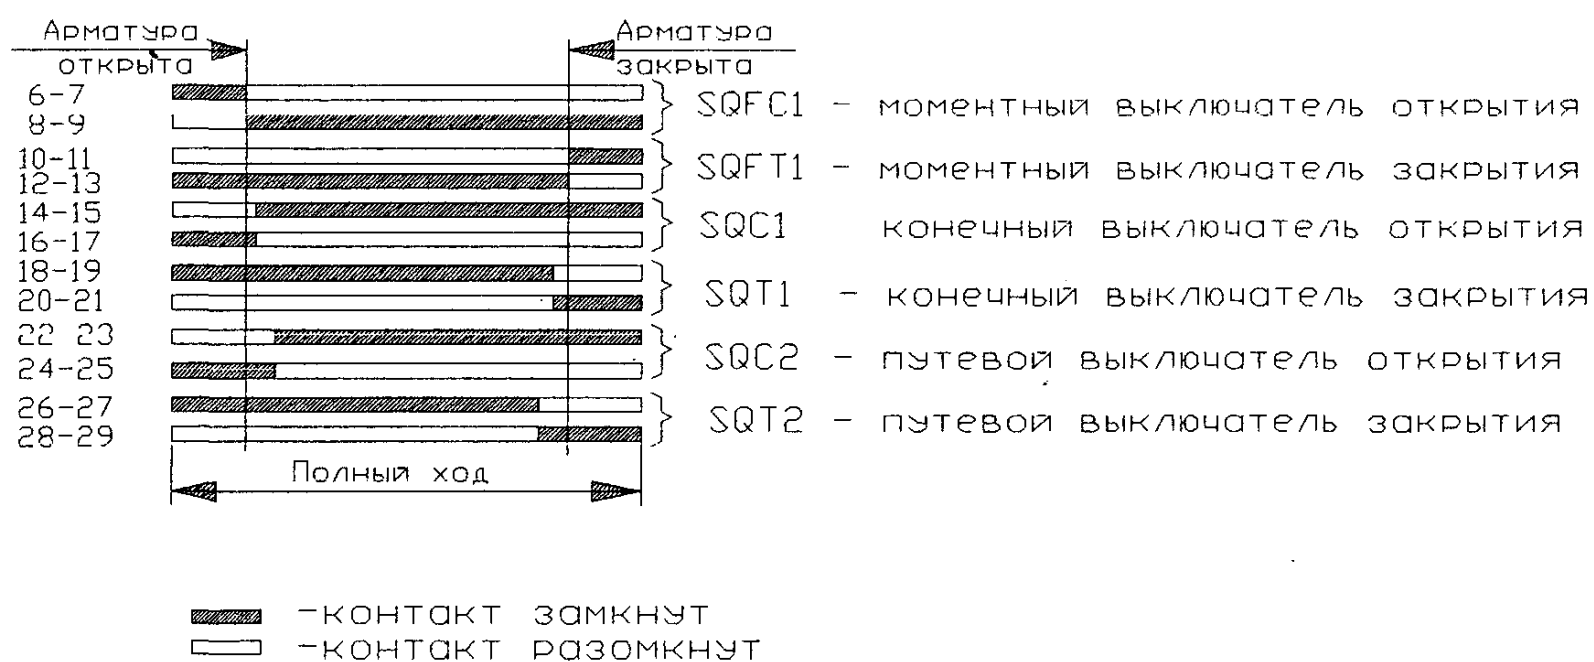 Арматура
открыта
Арматура
закрыта
6-7
8-9
SQFC1 - моментный выключатель открытия
10-11
12-13
SQFT1 - моментный выключатель закрытия
14-15
16-17
SQC1 конечный выключатель открытия
18-19
20-21
SQT1 - конечный выключатель закрытия
22 23
24-25
SQC2 - путевой выключатель открытия
26-27
28-29
SQT2 - путевой выключатель закрытия
Полный ход
-контакт замкнут
-контакт разомкнут